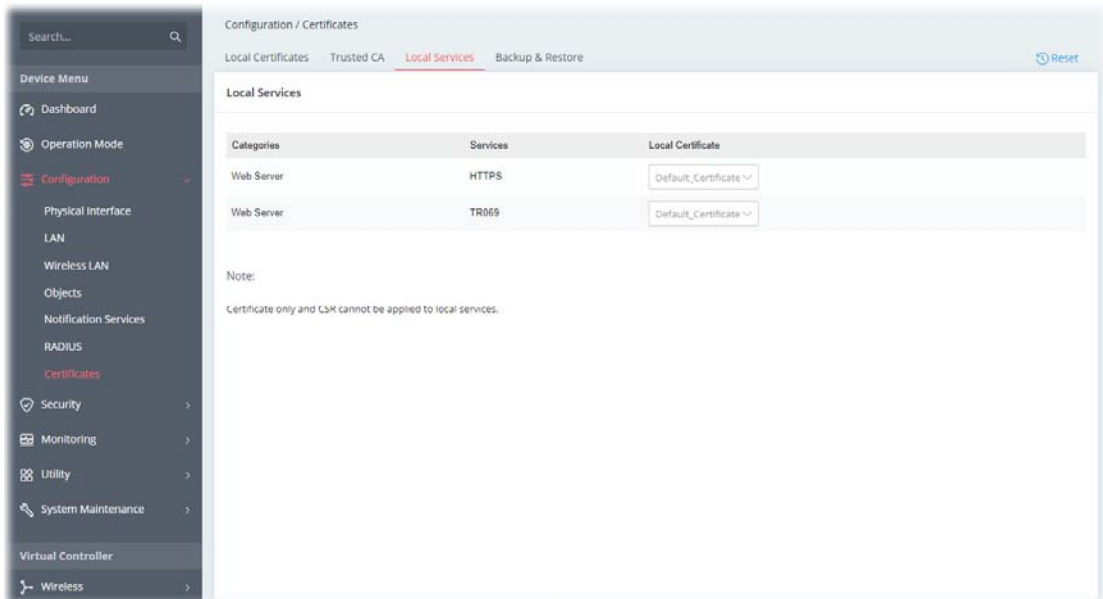 Search...
Device Menu
Dashboard
Operation Mode
Configuration
Physical Interface
LAN
Wireless LAN
Objects
Notification Services
RADIUS
Certificates
Security
Monitoring
Utility
System Maintenance
Virtual Controller
Wireless
Configuration / Certificates
Local Certificates Trusted CA Local Services Backup & Restore Reset
Local Services
Categories Services Local Certificate
Web Server HTTPS Default_Certificate
Web Server TR069 Default_Certificate
Note:
Certificate only and CSR cannot be applied to local services.